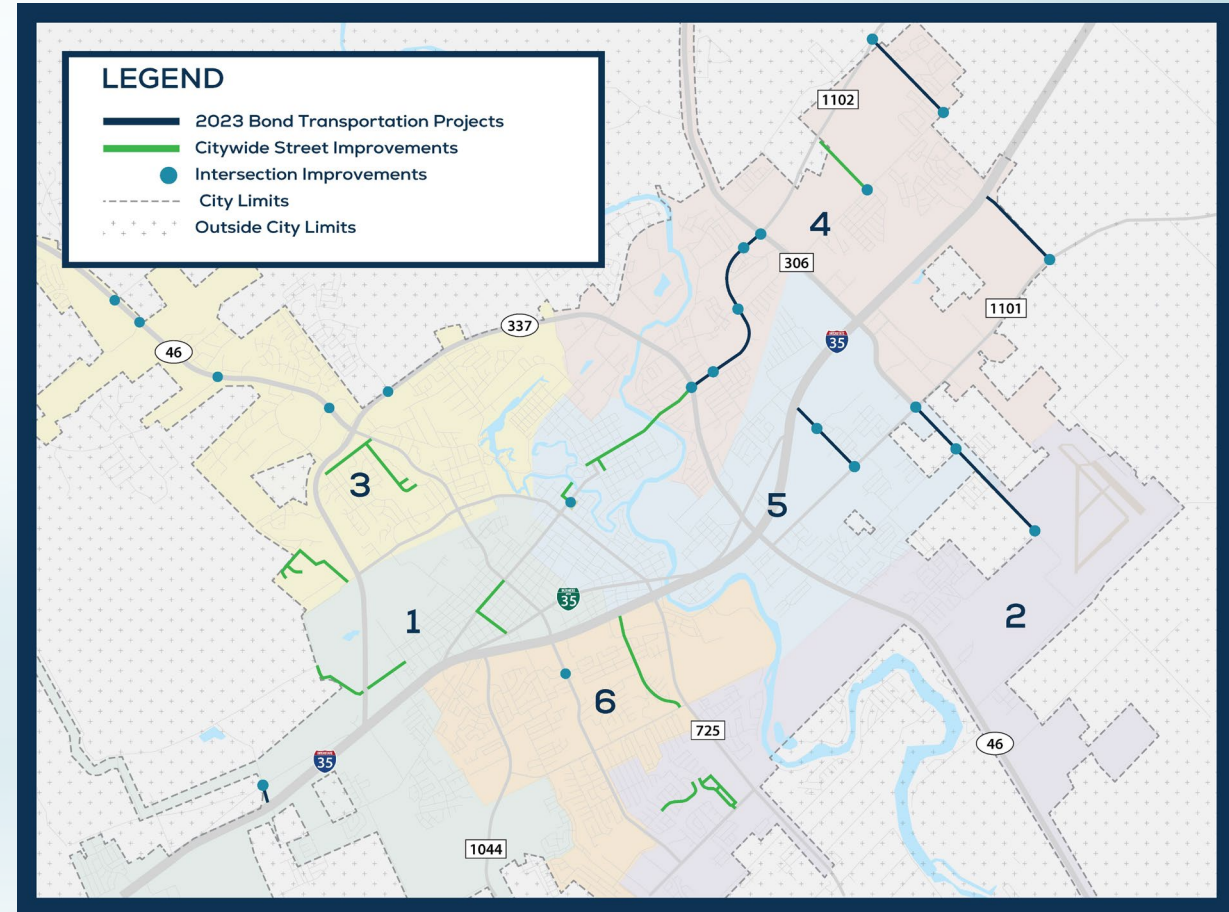 LEGEND
2023 Bond Transportation Projects
Citywide Street Improvements
Intersection Improvements
City Limits
Outside City Limits
1102
4
306
1101
337
35
46
3
5
35
1
2
6
725
46
35
1044